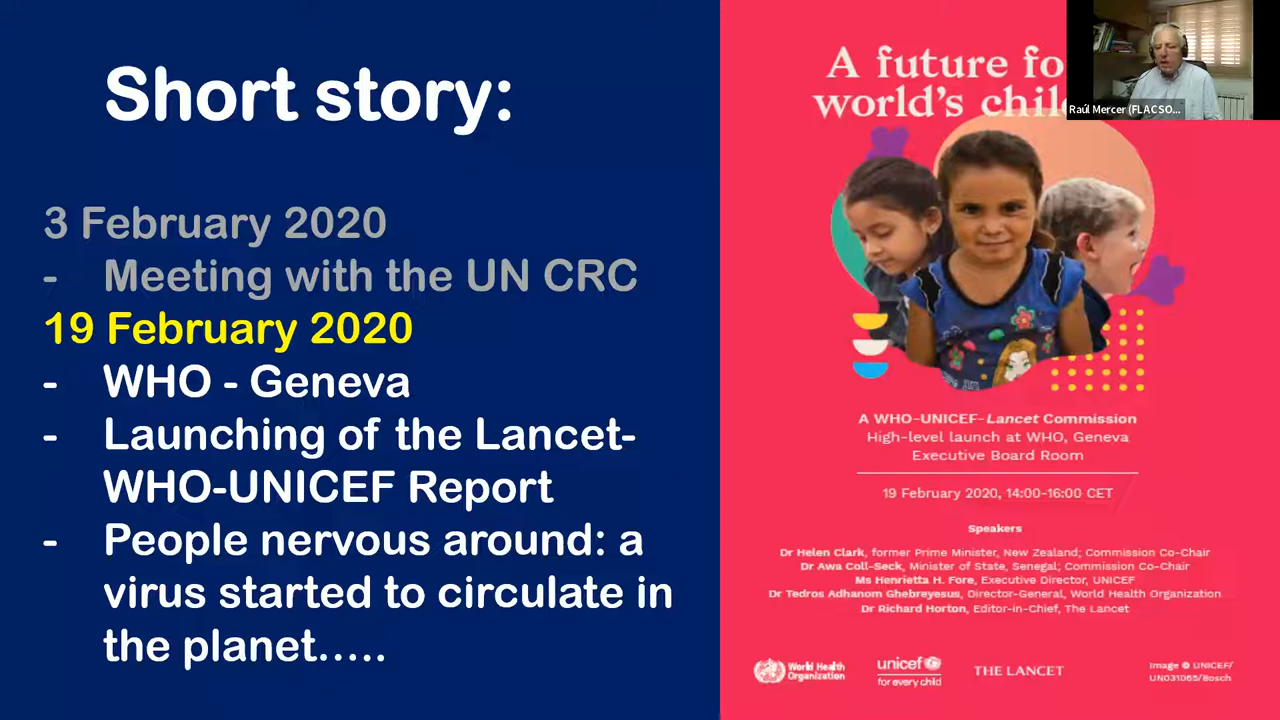 Short story:
3 February 2020
- Meeting with the UN CRC
19 February 2020
- WHO - Geneva
- Launching of the Lancet-
WHO-UNICEF Report
- People nervous around: a
virus started to circulate in
the planet…..
A future fo
world's chil
Raúl Mercer (FLACSO...
A WHO-UNICEF-Lancet Commission
High-level launch at WHO, Geneva
Executive Board Room
19 February 2020, 14:00-16:00 CET
Speakers
Dr Helen Clark, former Prime Minister, New Zealand; Commission Co-Chair
Dr Awa Coll-Seck, Minister of State, Senegal; Commission Co-Chair
Ms Henrietta H. Fore, Executive Director, UNICEF
Dr Tedros Adhanom Ghebreyesus, Director-General, World Health Organization
Dr Richard Horton, Editor-in-Chief, The Lancet
World Health
Organization
unicef
for every child
THE LANCET
Image © UNICEF/
UN031065/Bosch